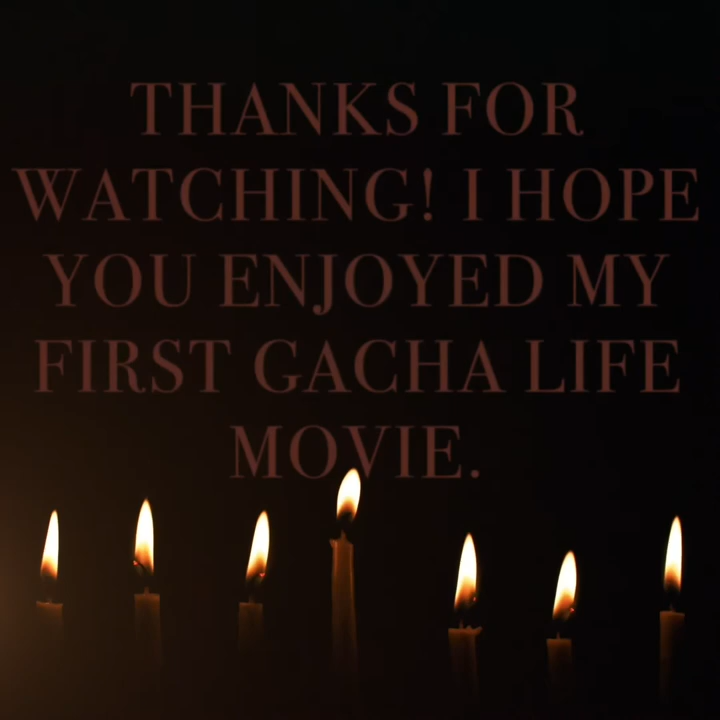 THANKS FOR
WATCHING! I HOPE
YOU ENJOYED MY
FIRST GACHA LIFE
MOVIE.